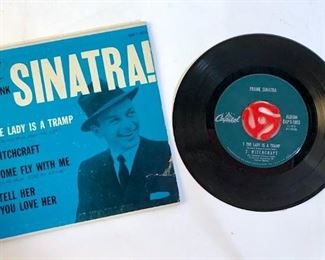 NK
SINATRA!
E LADY IS A TRAMP
ITCHCRAFT
OME FLY WITH ME
TELL HER
YOU LOVE HER
FRANK SINATRA
Capitol
1. THE LADY IS A TRAMP
2. WITCHCRAFT